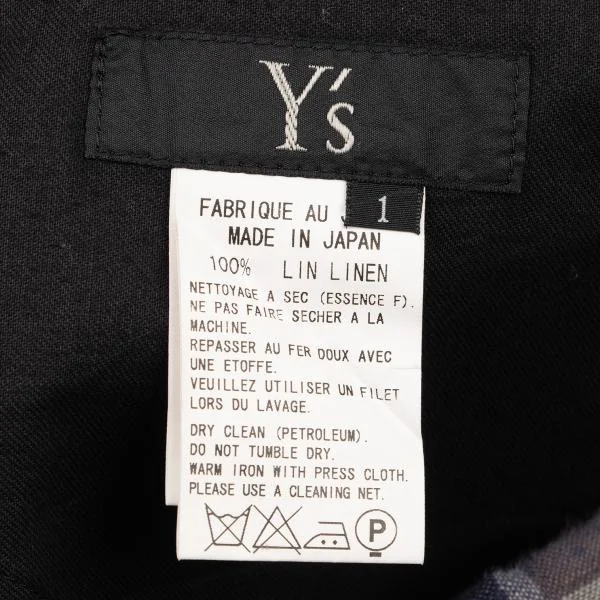 Y's
1
FABRIQUE AU J
MADE IN JAPAN
100% LIN LINEN
NETTOYAGE A SEC (ESSENCE F).
NE PAS FAIRE SECHER A LA
MACHINE.
REPASSER AU FER DOUX AVEC
UNE ETOFFE.
VEUILLEZ UTILISER UN FILET
LORS DU LAVAGE.
DRY CLEAN (PETROLEUM).
DO NOT TUMBLE DRY.
WARM IRON WITH PRESS CLOTH.
PLEASE USE A CLEANING NET.
P